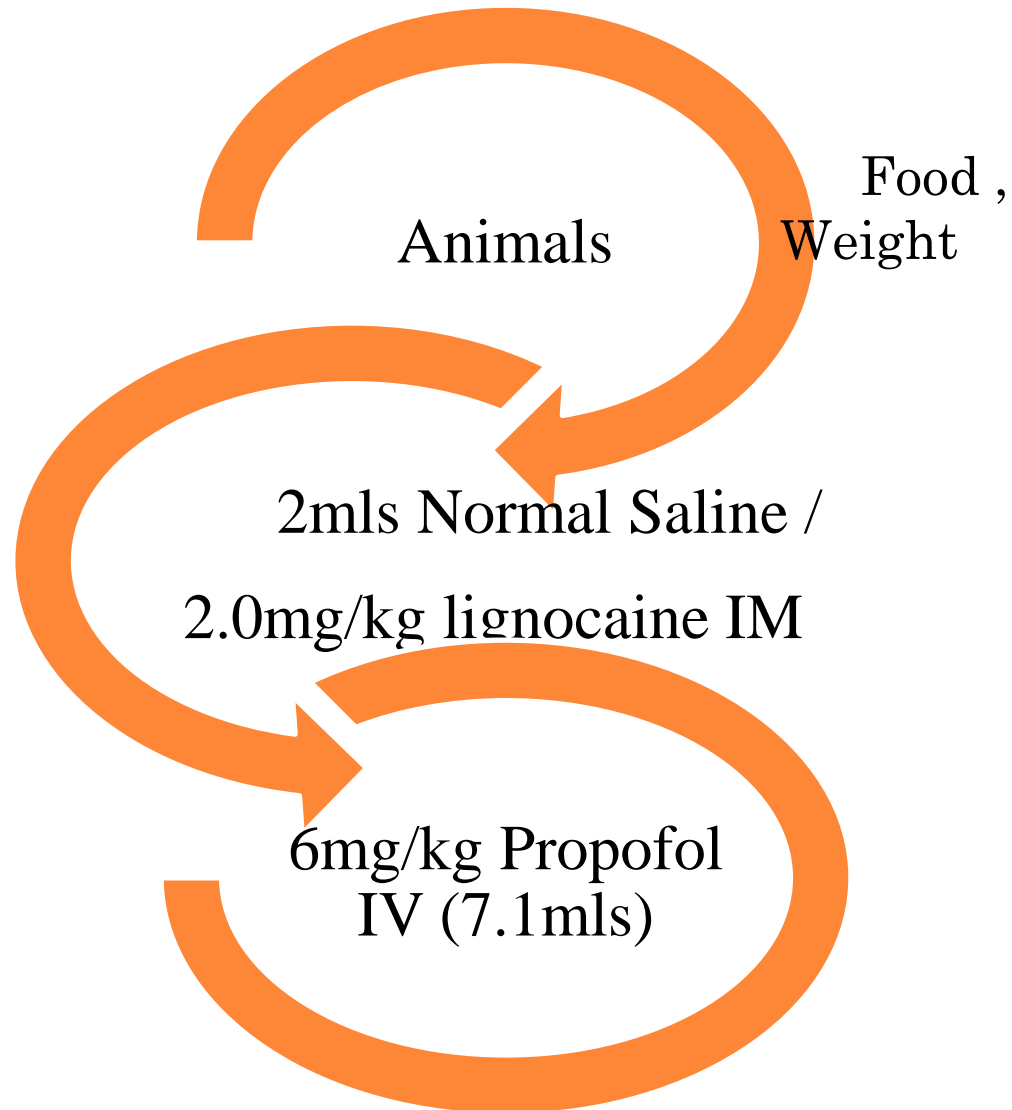 Food ,
Weight
Animals
2mls Normal Saline /
2.0mg/kg lignocaine IM
6mg/kg Propofol
IV (7.1mls)